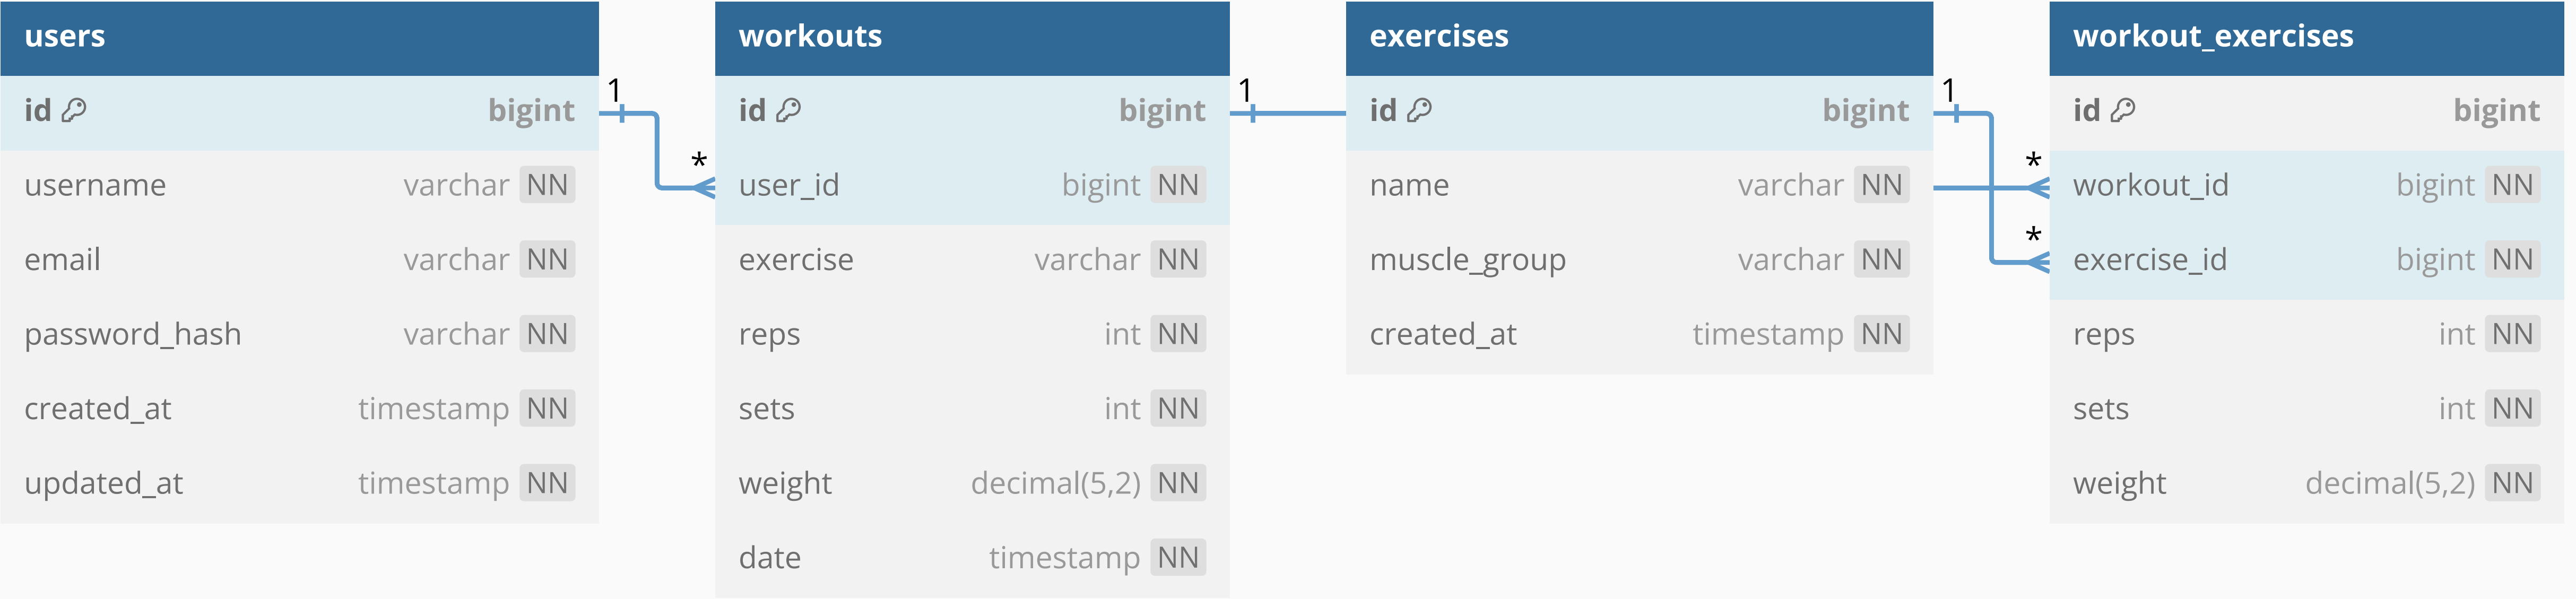 users
id bigint
username varchar NN
email varchar NN
password_hash varchar NN
created_at timestamp NN
updated_at timestamp NN
1
*
workouts
id bigint
user_id bigint NN
exercise varchar NN
reps int NN
sets int NN
weight decimal(5,2) NN
date timestamp NN
1
exercises
id bigint
name varchar NN
muscle_group varchar NN
created_at timestamp NN
1
*
*
workout_exercises
id bigint
workout_id bigint NN
exercise_id bigint NN
reps int NN
sets int NN
weight decimal(5,2) NN